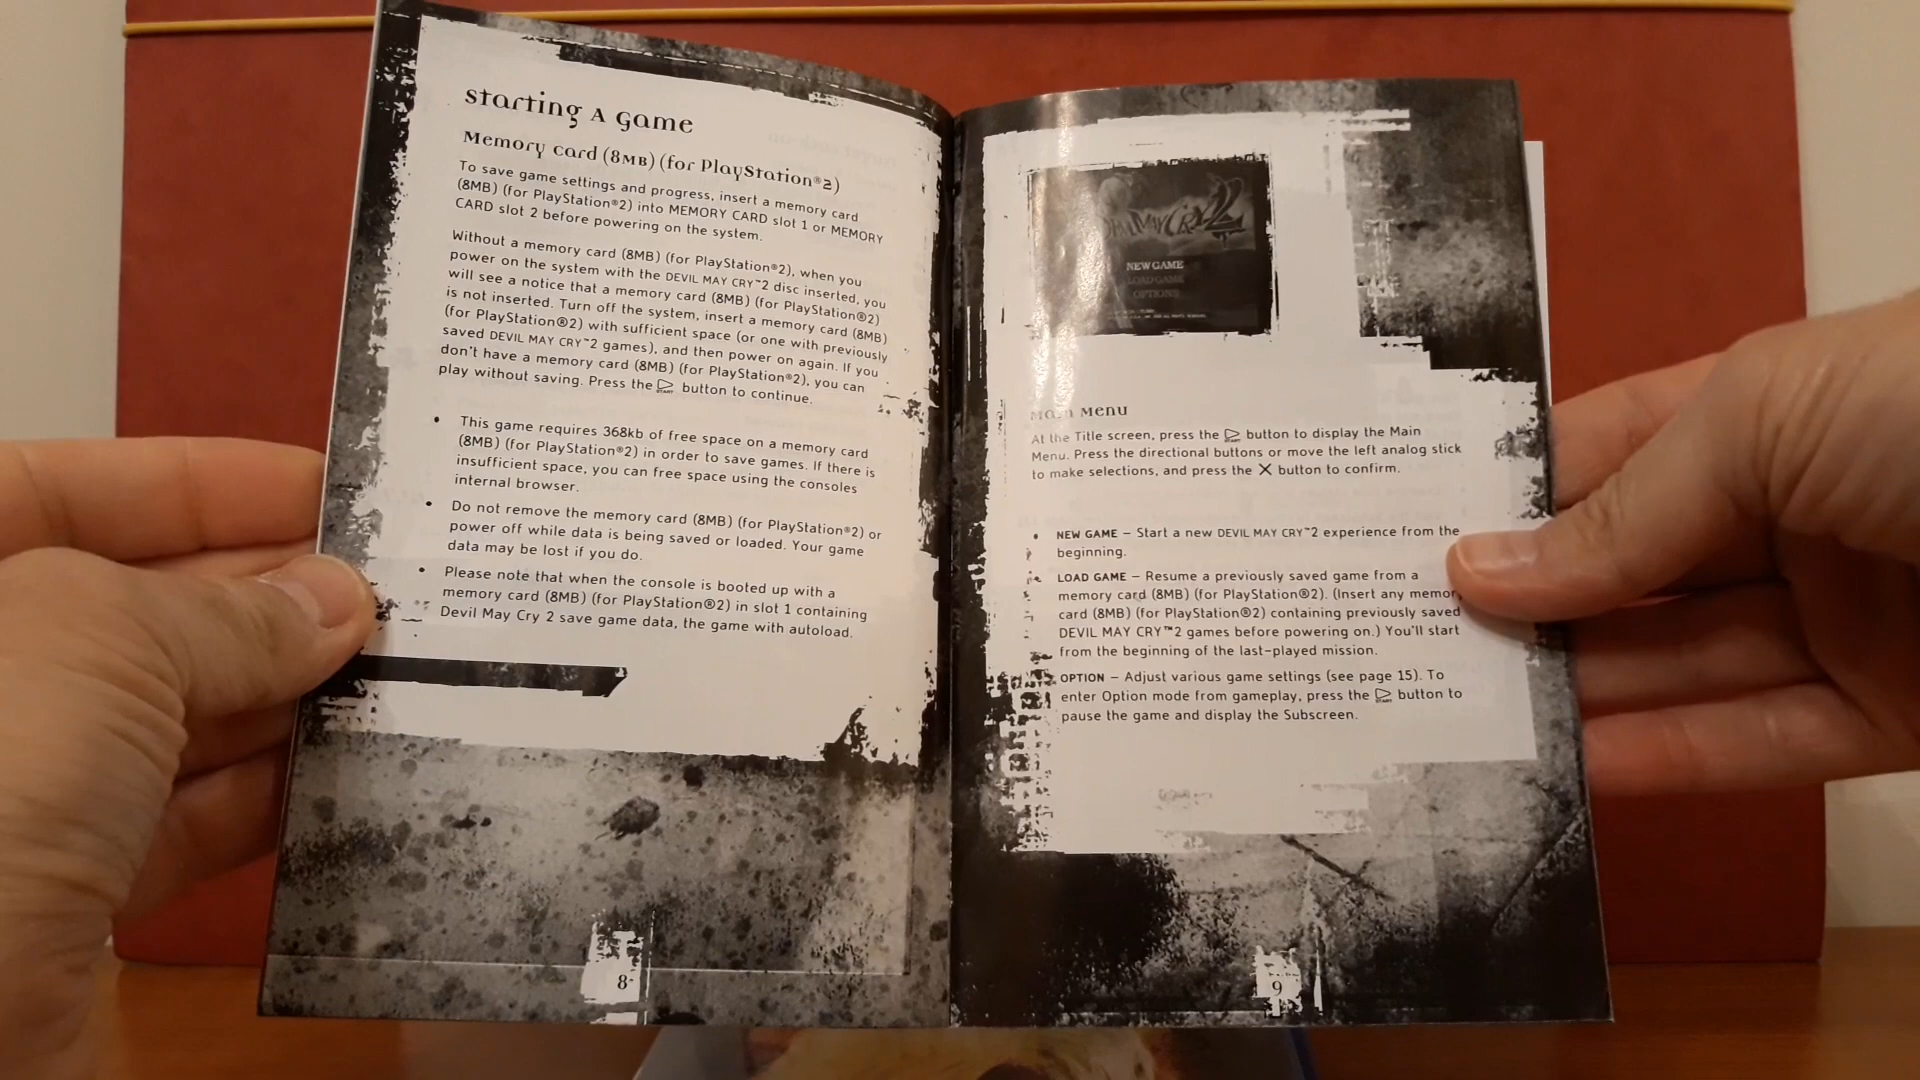 starting A Game
Memory card (8MB) (for PlayStation®2)
To save game settings and progress, insert a memory card
(8MB) (for PlayStation®2) into MEMORY CARD slot 1 or MEMORY
CARD slot 2 before powering on the system.
Without a memory card (8MB) (for PlayStation®2), when you
power on the system with the DEVIL MAY CRY™2 disc inserted, you
will see a notice that a memory card (8MB) (for PlayStation®2)
is not inserted. Turn off the system, insert a memory card (8MB)
(for PlayStation®2) with sufficient space (or one with previously
saved DEVIL MAY CRY™2 games), and then power on again. If you
don't have a memory card (8MB) (for PlayStation®2), you can
play without saving. Press the START button to continue.
• This game requires 368kb of free space on a memory card
(8MB) (for PlayStation®2) in order to save games. If there is
insufficient space, you can free space using the consoles
internal browser.
• Do not remove the memory card (8MB) (for PlayStation®2) or
power off while data is being saved or loaded. Your game
data may be lost if you do.
• Please note that when the console is booted up with a
memory card (8MB) (for PlayStation®2) in slot 1 containing
Devil May Cry 2 save game data, the game with autoload.
8
DEVIL MAY CRY 2
NEW GAME
LOAD GAME
OPTIONS
Main Menu
At the Title screen, press the START button to display the Main
Menu. Press the directional buttons or move the left analog stick
to make selections, and press the ✕ button to confirm.
• NEW GAME – Start a new DEVIL MAY CRY™2 experience from the
beginning.
LOAD GAME – Resume a previously saved game from a
memory card (8MB) (for PlayStation®2). (Insert any memory
card (8MB) (for PlayStation®2) containing previously saved
DEVIL MAY CRY™2 games before powering on.) You'll start
from the beginning of the last-played mission.
OPTION – Adjust various game settings (see page 15). To
enter Option mode from gameplay, press the START button to
pause the game and display the Subscreen.
9